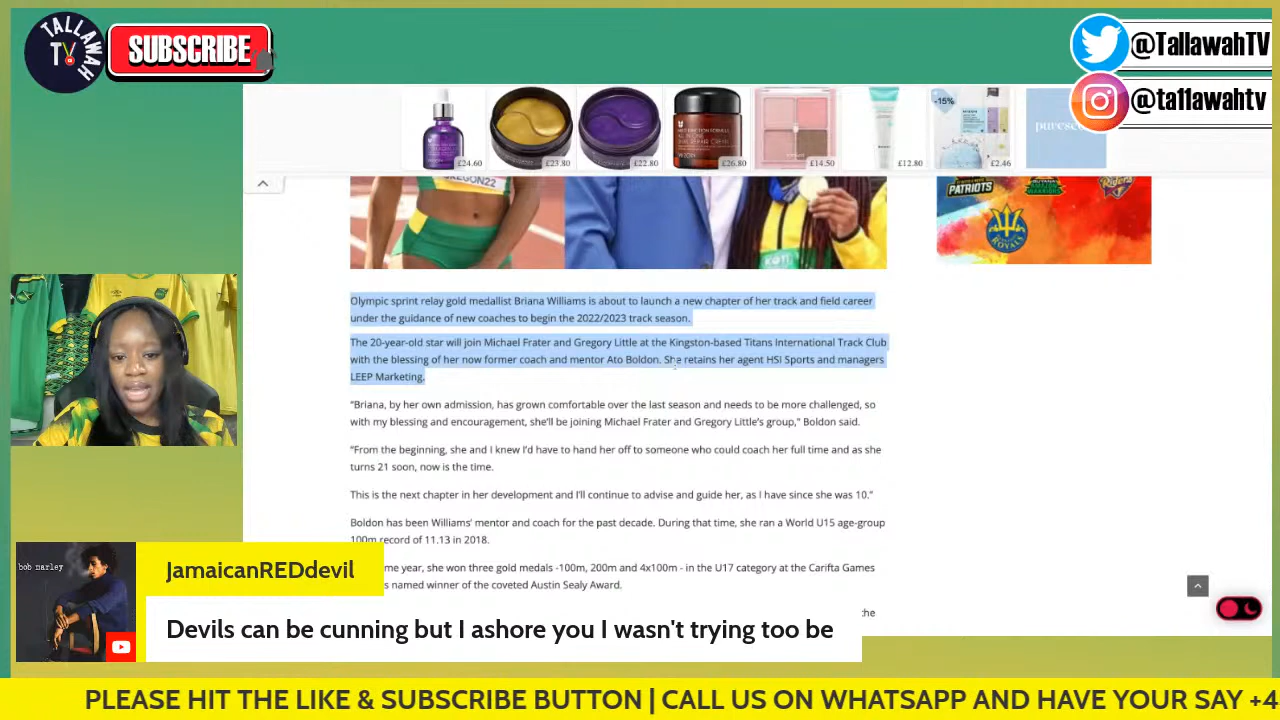 TALLAWAH
TV
SUBSCRIBE
@TallawahTV
@ta11awahtv
£24.60
£23.80
£22.80
£26.80
£14.50
£12.80
-15%
£2.46
OREGON22
PATRIOTS
ROYALS
Olympic sprint relay gold medallist Briana Williams is about to launch a new chapter of her track and field career
under the guidance of new coaches to begin the 2022/2023 track season.
The 20-year-old star will join Michael Frater and Gregory Little at the Kingston-based Titans International Track Club
with the blessing of her now former coach and mentor Ato Boldon. She retains her agent HSI Sports and managers
LEEP Marketing.
"Briana, by her own admission, has grown comfortable over the last season and needs to be more challenged, so
with my blessing and encouragement, she'll be joining Michael Frater and Gregory Little's group," Boldon said.
"From the beginning, she and I knew I'd have to hand her off to someone who could coach her full time and as she
turns 21 soon, now is the time.
This is the next chapter in her development and I'll continue to advise and guide her, as I have since she was 10."
Boldon has been Williams' mentor and coach for the past decade. During that time, she ran a World U15 age-group
100m record of 11.13 in 2018.
me year, she won three gold medals -100m, 200m and 4x100m - in the U17 category at the Carifta Games
s named winner of the coveted Austin Sealy Award.
the
bob marley
JamaicanREDdevil
Devils can be cunning but I ashore you I wasn't trying too be
PLEASE HIT THE LIKE & SUBSCRIBE BUTTON | CALL US ON WHATSAPP AND HAVE YOUR SAY +4